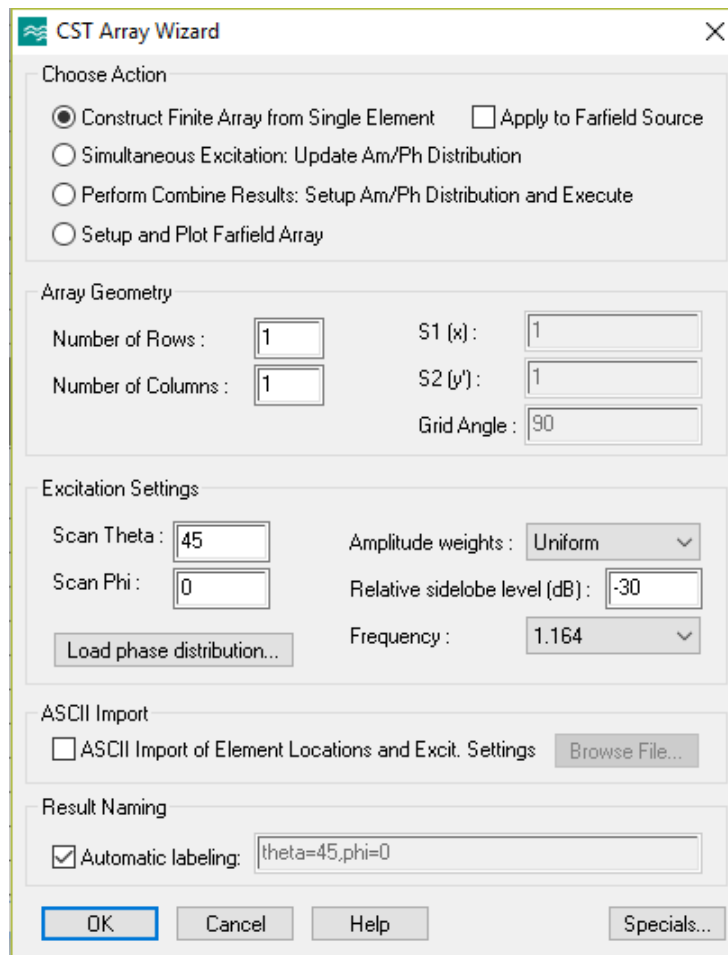 CST Array Wizard
Choose Action
Construct Finite Array from Single Element Apply to Farfield Source
Simultaneous Excitation: Update Am/Ph Distribution
Perform Combine Results: Setup Am/Ph Distribution and Execute
Setup and Plot Farfield Array
Array Geometry
Number of Rows : 1 S1 (x) : 1
Number of Columns : 1 S2 (y') : 1
Grid Angle : 90
Excitation Settings
Scan Theta : 45 Amplitude weights : Uniform
Scan Phi : 0 Relative sidelobe level (dB) : -30
Load phase distribution... Frequency : 1.164
ASCII Import
ASCII Import of Element Locations and Excit. Settings Browse File...
Result Naming
Automatic labeling: theta=45,phi=0
OK Cancel Help Specials...